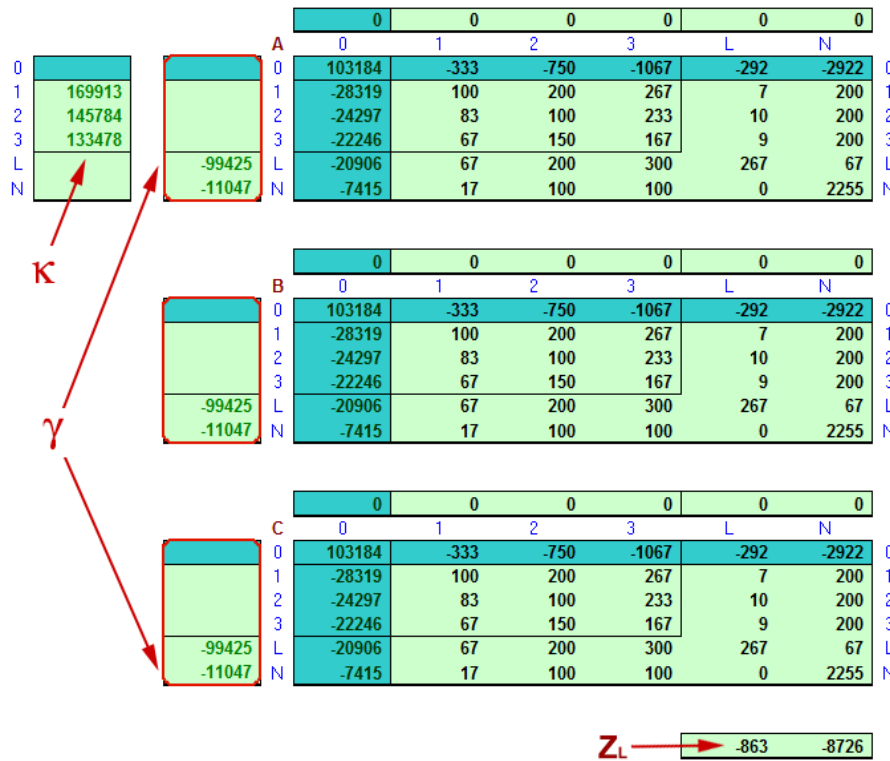 0 0 0 0 0 0
A 0 1 2 3 L N
0 0 103184 -333 -750 -1067 -292 -2922 0
1 169913 1 -28319 100 200 267 7 200 1
2 145784 2 -24297 83 100 233 10 200 2
3 133478 3 -22246 67 150 167 9 200 3
L -99425 L -20906 67 200 300 267 67 L
N -11047 N -7415 17 100 100 0 2255 N
κ
0 0 0 0 0 0
B 0 1 2 3 L N
0 103184 -333 -750 -1067 -292 -2922 0
1 -28319 100 200 267 7 200 1
2 -24297 83 100 233 10 200 2
3 -22246 67 150 167 9 200 3
-99425 L -20906 67 200 300 267 67 L
-11047 N -7415 17 100 100 0 2255 N
γ
0 0 0 0 0 0
C 0 1 2 3 L N
0 103184 -333 -750 -1067 -292 -2922 0
1 -28319 100 200 267 7 200 1
2 -24297 83 100 233 10 200 2
3 -22246 67 150 167 9 200 3
-99425 L -20906 67 200 300 267 67 L
-11047 N -7415 17 100 100 0 2255 N
ZL -863 -8726